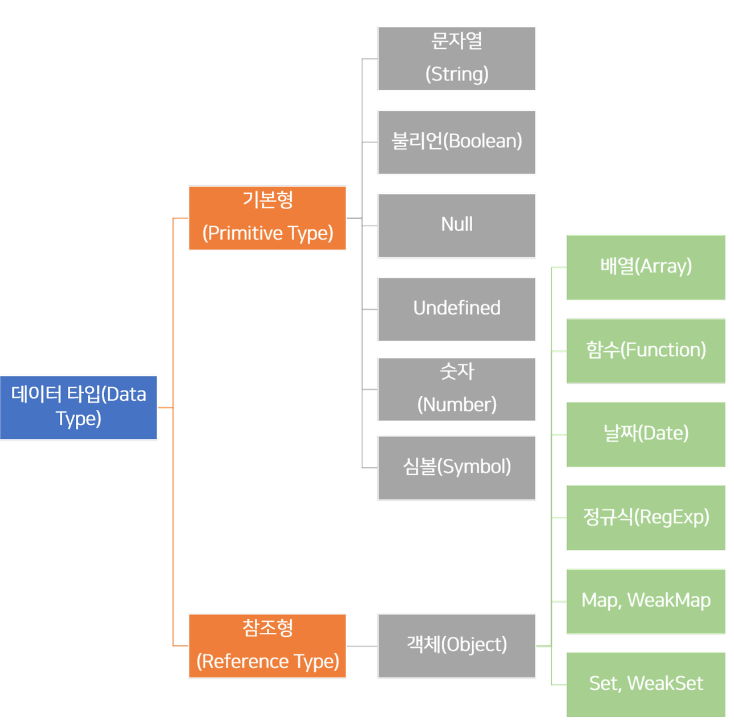 데이터 타입(Data
Type)
기본형
(Primitive Type)
문자열
(String)
불리언(Boolean)
Null
Undefined
숫자
(Number)
심볼(Symbol)
참조형
(Reference Type)
객체(Object)
배열(Array)
함수(Function)
날짜(Date)
정규식(RegExp)
Map, WeakMap
Set, WeakSet